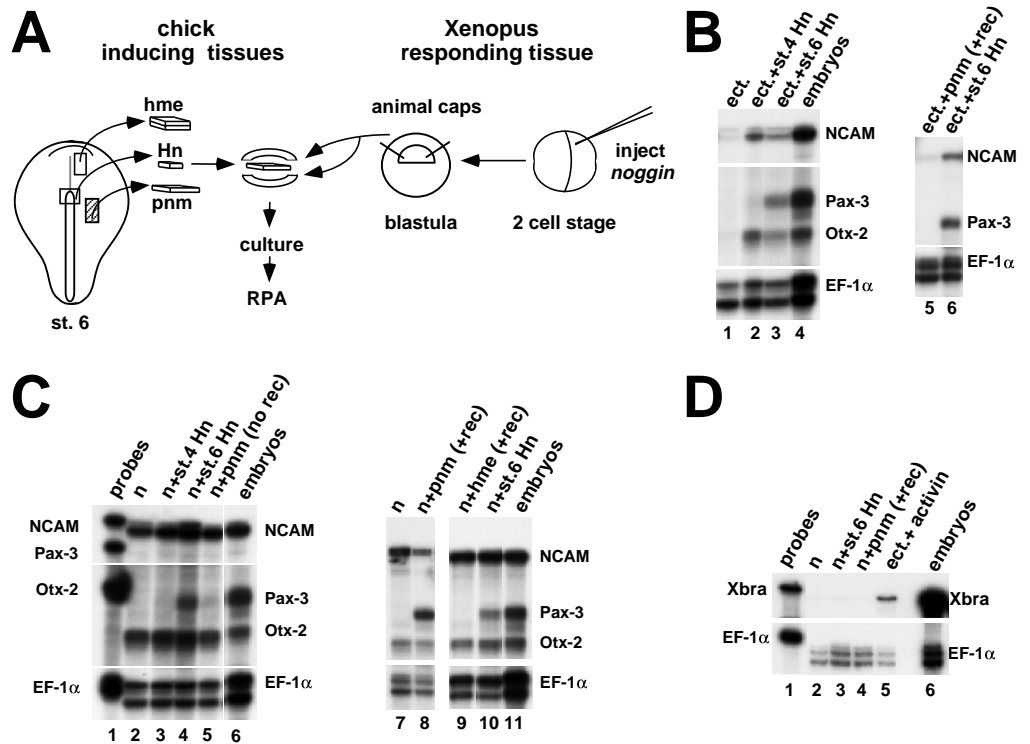 A
chick
inducing tissues
Xenopus
responding tissue
hme
Hn
pnm
st. 6
animal caps
culture
RPA
blastula
2 cell stage
inject
noggin
B
ect.
ect.+st.4 Hn
ect.+st.6 Hn
embryos
NCAM
Pax-3
Otx-2
EF-1α
1 2 3 4
ect.+pnm (+rec)
ect.+st.6 Hn
NCAM
Pax-3
EF-1α
5 6
C
probes
n
n+st.4 Hn
n+st.6 Hn
n+pnm (no rec)
embryos
NCAM
Pax-3
Otx-2
EF-1α
NCAM
Pax-3
Otx-2
EF-1α
1 2 3 4 5 6
n
n+pnm (+rec)
n+hme (+rec)
n+st.6 Hn
embryos
NCAM
Pax-3
Otx-2
EF-1α
7 8 9 10 11
D
probes
n
n+st.6 Hn
n+pnm (+rec)
ect.+ activin
embryos
Xbra
Xbra
EF-1α
EF-1α
1 2 3 4 5 6